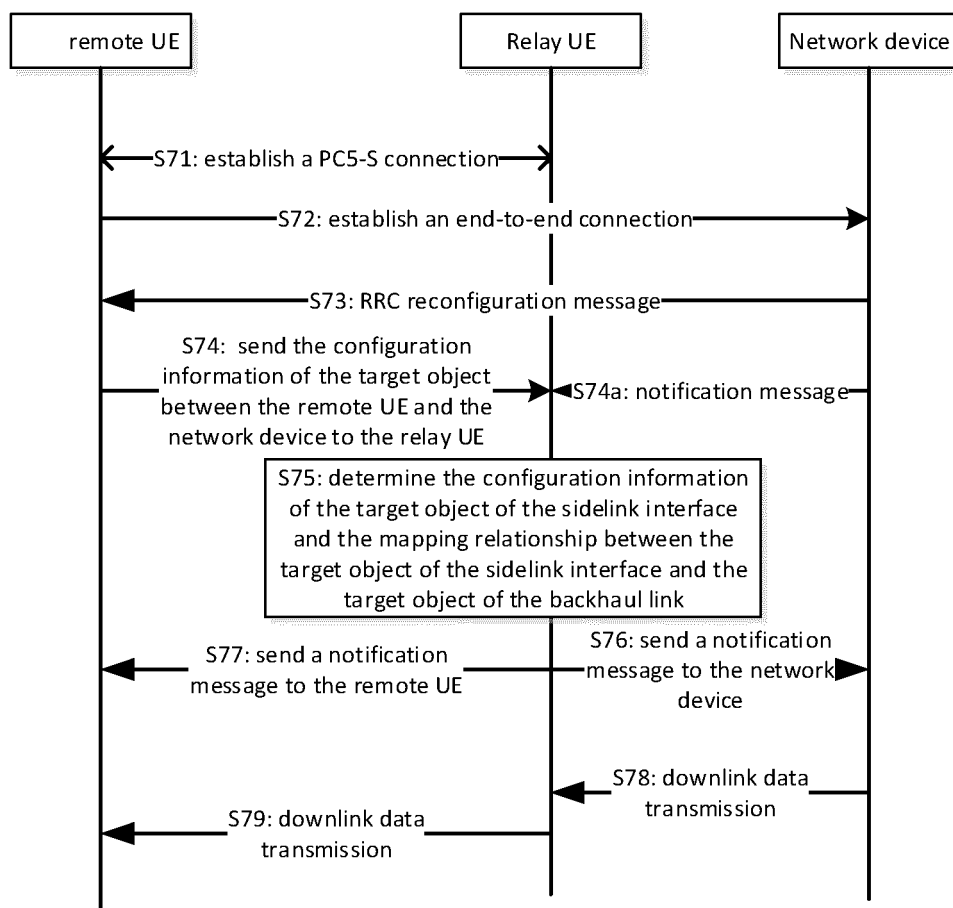 remote UE
Relay UE
Network device
S71: establish a PC5-S connection
S72: establish an end-to-end connection
S73: RRC reconfiguration message
S74: send the configuration
information of the target object
between the remote UE and the
network device to the relay UE
S74a: notification message
S75: determine the configuration information
of the target object of the sidelink interface
and the mapping relationship between the
target object of the sidelink interface and the
target object of the backhaul link
S77: send a notification
message to the remote UE
S76: send a notification
message to the network
device
S78: downlink data
transmission
S79: downlink data
transmission